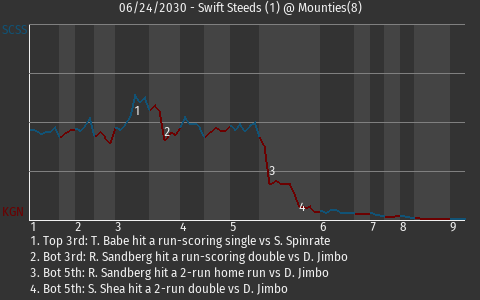 06/24/2030 - Swift Steeds (1) @ Mounties(8)
SCSS
1
2
3
4
KGN
1 2 3 4 5 6 7 8 9
1. Top 3rd: T. Babe hit a run-scoring single vs S. Spinrate
2. Bot 3rd: R. Sandberg hit a run-scoring double vs D. Jimbo
3. Bot 5th: R. Sandberg hit a 2-run home run vs D. Jimbo
4. Bot 5th: S. Shea hit a 2-run double vs D. Jimbo